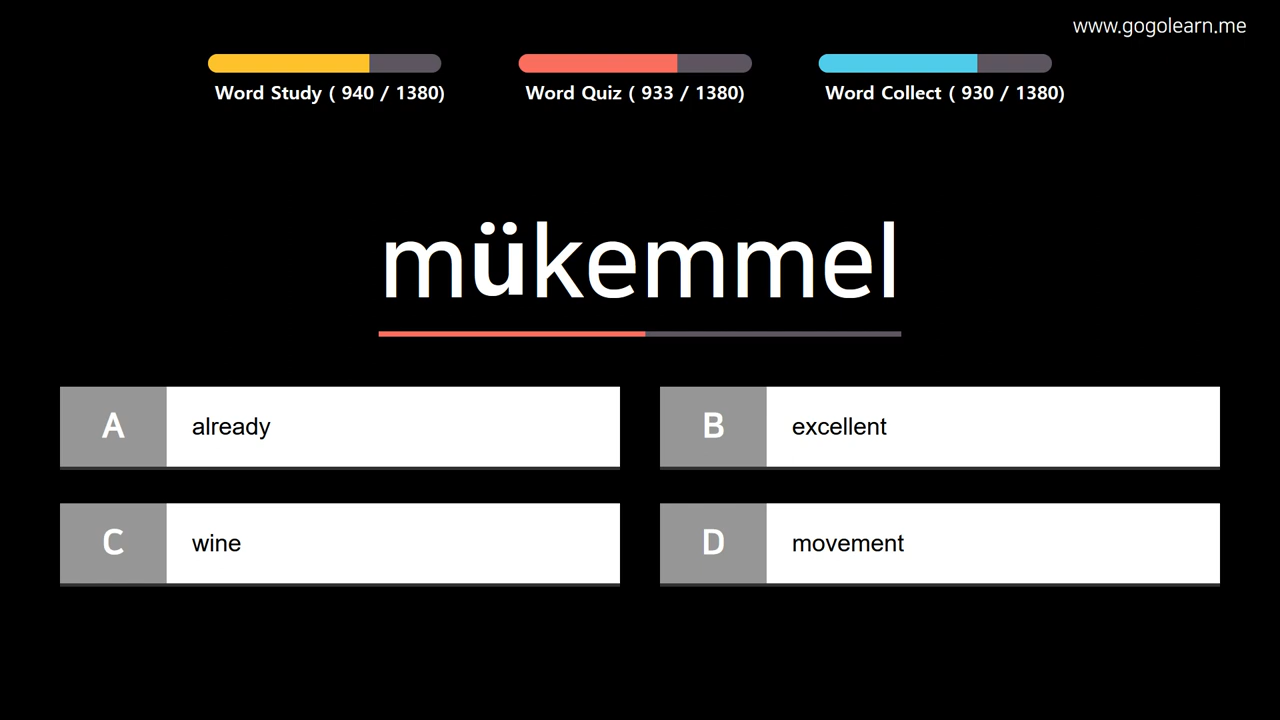 www.gogolearn.me
Word Study ( 940 / 1380)
Word Quiz ( 933 / 1380)
Word Collect ( 930 / 1380)
mükemmel
A already
B excellent
C wine
D movement